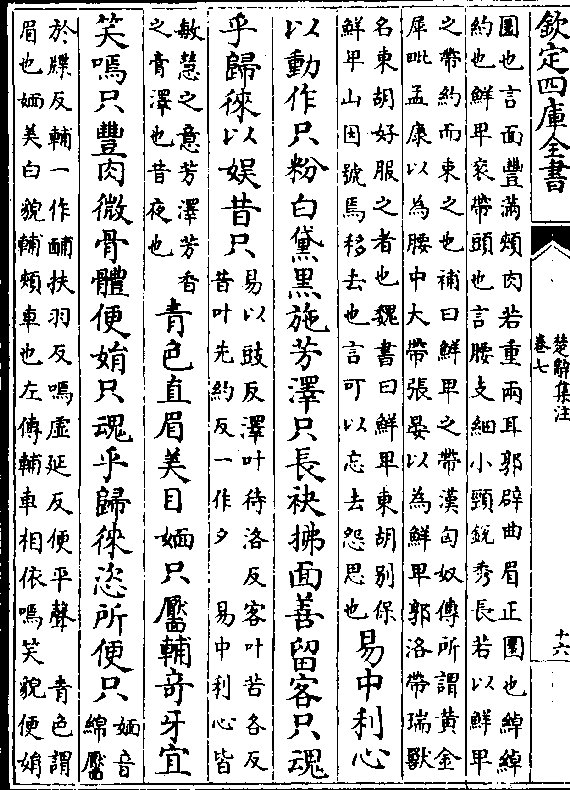 欽定四庫全書
楚辭集注
卷七
十六
圜也言面豐滿頰肉若重兩耳郭辟曲眉正圜也綽綽
約也鮮卑衮帶頭也言腰支細小頸銳秀長若以鮮卑
之帶約而束之也補曰鮮卑之帶漢匈奴傳所謂黃金
犀毗孟康以為腰中大帶張晏以為鮮卑郭洛帶瑞獸
名東胡好服之者也魏書曰鮮卑東胡別保
鮮卑山因號焉移去也言可以忘去怨思也
易中利心
以動作只粉白黛黑施芳澤只長袂拂面善留客只魂
乎歸徠以娱昔只
易以豉反澤叶待洛反客叶苦各反
昔叶先約反一作夕　易中利心皆
敏慧之意芳澤芳香
之膏澤也昔夜也
青色直眉美目媔只靨輔奇牙宜
笑嘕只豐肉微骨體便娟只魂乎歸徠恣所便只
媔音
綿靨
於牒反輔一作酺扶羽反嘕虛延反便平聲　青色謂
眉也媔美白貌輔頰車也左傳輔車相依嘕笑貌便娟